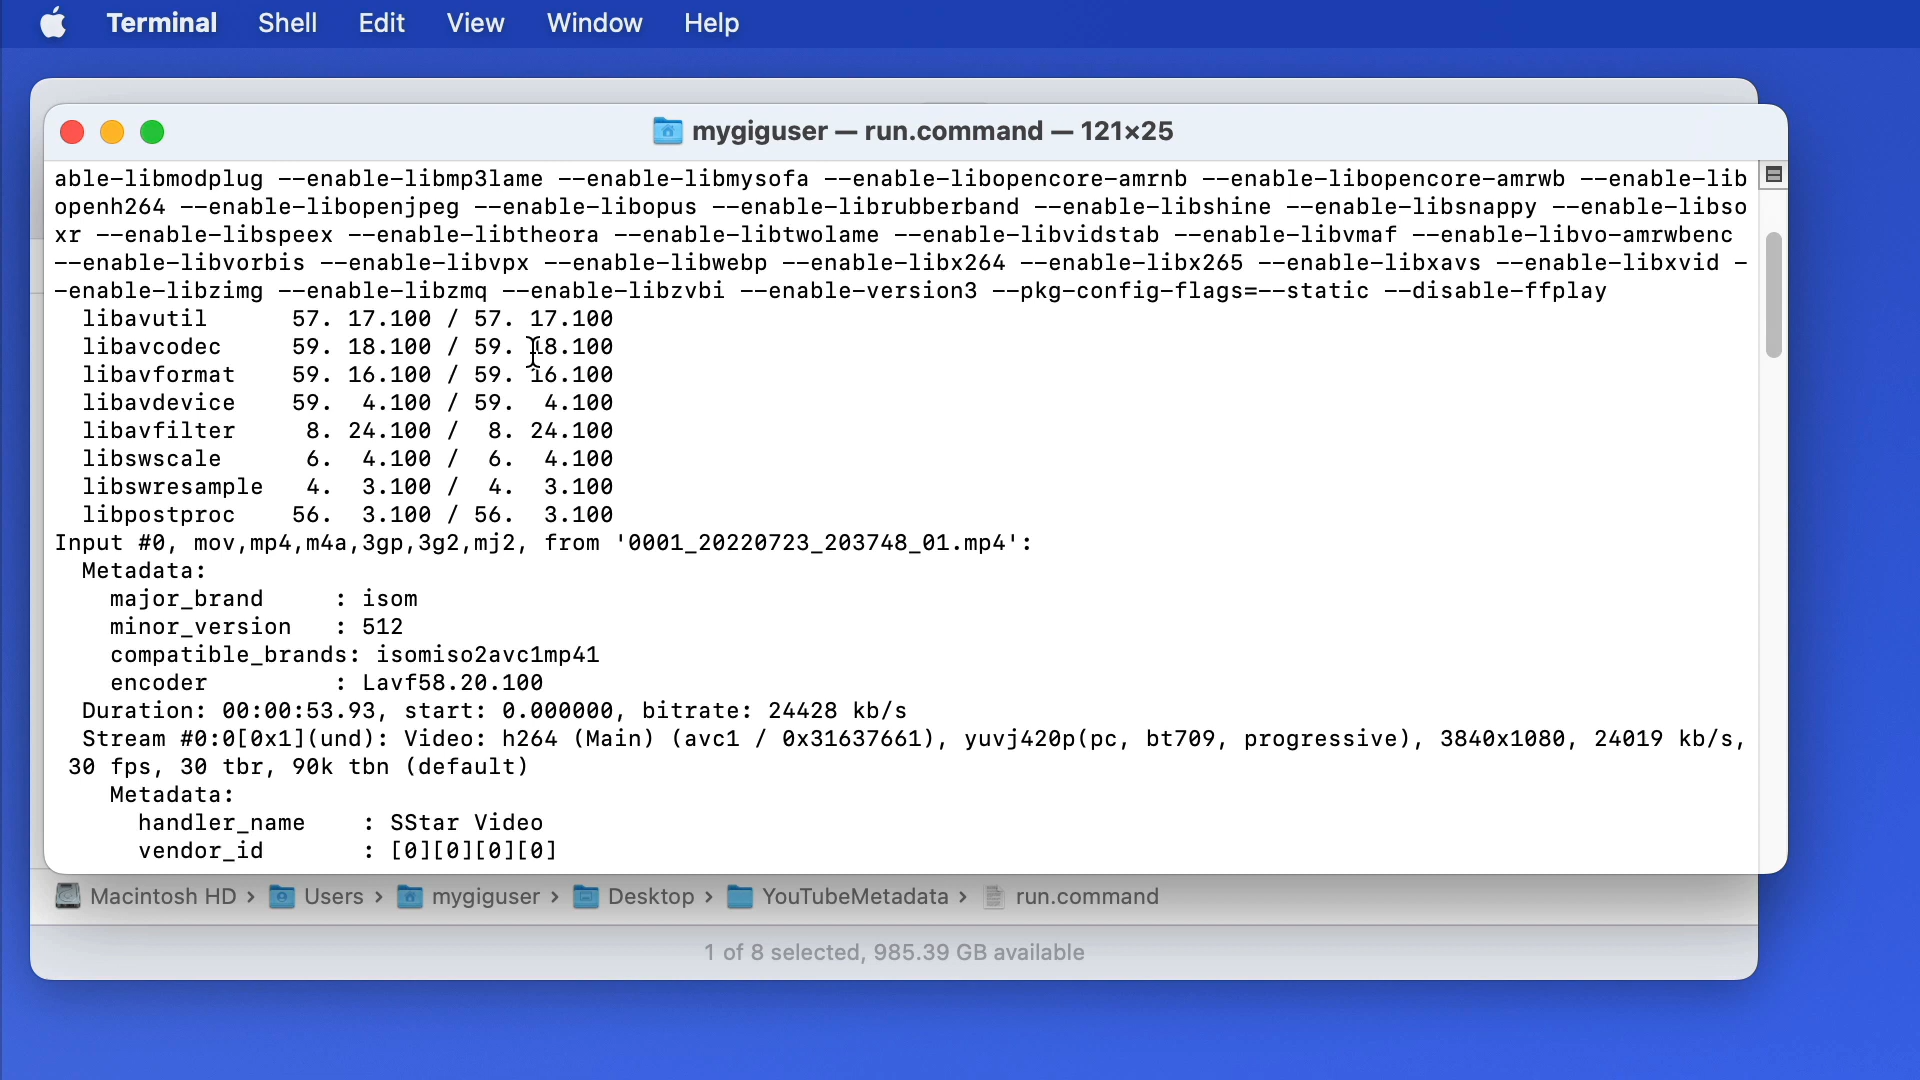 Terminal Shell Edit View Window Help
mygiguser — run.command — 121×25
able-libmodplug --enable-libmp3lame --enable-libmysofa --enable-libopencore-amrnb --enable-libopencore-amrwb --enable-lib
openh264 --enable-libopenjpeg --enable-libopus --enable-librubberband --enable-libshine --enable-libsnappy --enable-libso
xr --enable-libspeex --enable-libtheora --enable-libtwolame --enable-libvidstab --enable-libvmaf --enable-libvo-amrwbenc
--enable-libvorbis --enable-libvpx --enable-libwebp --enable-libx264 --enable-libx265 --enable-libxavs --enable-libxvid -
-enable-libzimg --enable-libzmq --enable-libzvbi --enable-version3 --pkg-config-flags=--static --disable-ffplay
libavutil 57. 17.100 / 57. 17.100
libavcodec 59. 18.100 / 59. 18.100
libavformat 59. 16.100 / 59. 16.100
libavdevice 59. 4.100 / 59. 4.100
libavfilter 8. 24.100 / 8. 24.100
libswscale 6. 4.100 / 6. 4.100
libswresample 4. 3.100 / 4. 3.100
libpostproc 56. 3.100 / 56. 3.100
Input #0, mov,mp4,m4a,3gp,3g2,mj2, from '0001_20220723_203748_01.mp4':
Metadata:
major_brand : isom
minor_version : 512
compatible_brands: isomiso2avc1mp41
encoder : Lavf58.20.100
Duration: 00:00:53.93, start: 0.000000, bitrate: 24428 kb/s
Stream #0:0[0x1](und): Video: h264 (Main) (avc1 / 0x31637661), yuvj420p(pc, bt709, progressive), 3840x1080, 24019 kb/s,
30 fps, 30 tbr, 90k tbn (default)
Metadata:
handler_name : SStar Video
vendor_id : [0][0][0][0]
Macintosh HD › Users › mygiguser › Desktop › YouTubeMetadata › run.command
1 of 8 selected, 985.39 GB available